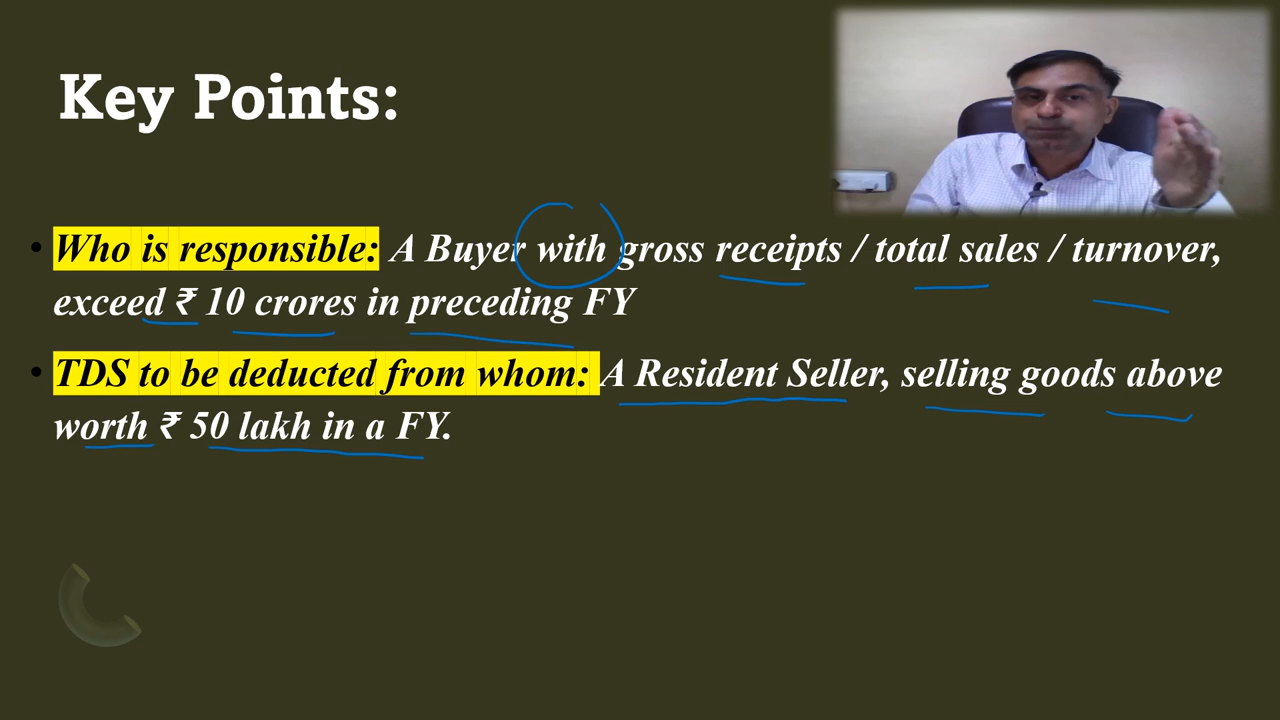 Key Points:
• Who is responsible: A Buyer with gross receipts / total sales / turnover,
exceed ₹ 10 crores in preceding FY
• TDS to be deducted from whom: A Resident Seller, selling goods above
worth ₹ 50 lakh in a FY.